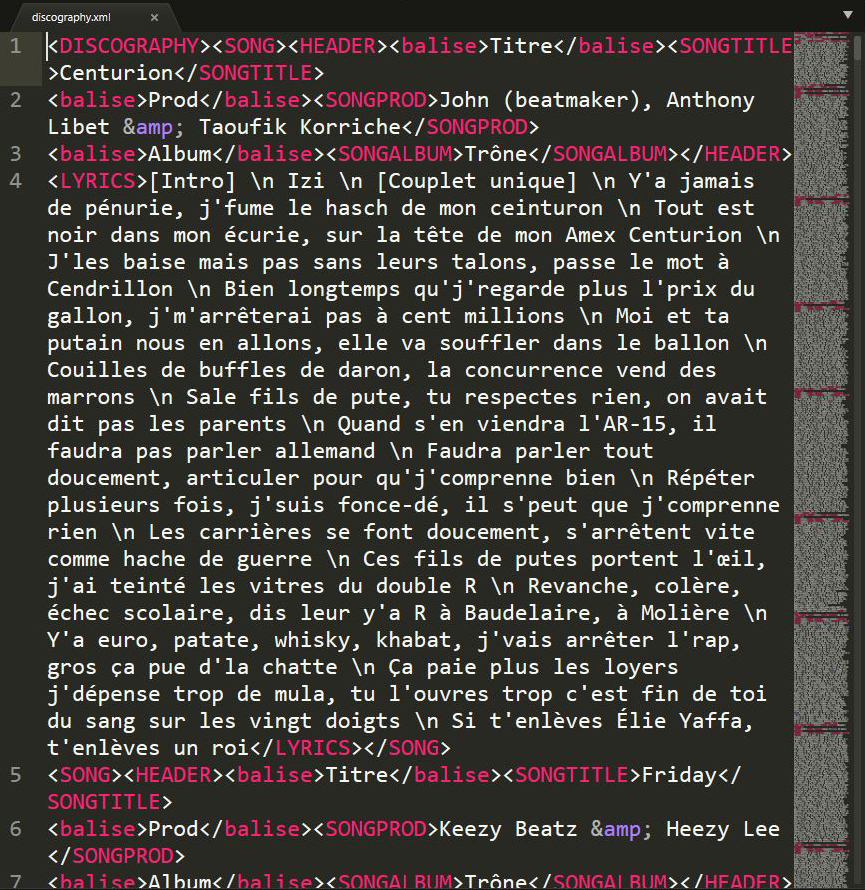 discography.xml ×
1 <DISCOGRAPHY><SONG><HEADER><balise>Titre</balise><SONGTITLE
>Centurion</SONGTITLE>
2 <balise>Prod</balise><SONGPROD>John (beatmaker), Anthony
Libet &amp; Taoufik Korriche</SONGPROD>
3 <balise>Album</balise><SONGALBUM>Trône</SONGALBUM></HEADER>
4 <LYRICS>[Intro] \n Izi \n [Couplet unique] \n Y'a jamais
de pénurie, j'fume le hasch de mon ceinturon \n Tout est
noir dans mon écurie, sur la tête de mon Amex Centurion \n
J'les baise mais pas sans leurs talons, passe le mot à
Cendrillon \n Bien longtemps qu'j'regarde plus l'prix du
gallon, j'm'arrêterai pas à cent millions \n Moi et ta
putain nous en allons, elle va souffler dans le ballon \n
Couilles de buffles de daron, la concurrence vend des
marrons \n Sale fils de pute, tu respectes rien, on avait
dit pas les parents \n Quand s'en viendra l'AR-15, il
faudra pas parler allemand \n Faudra parler tout
doucement, articuler pour qu'j'comprenne bien \n Répéter
plusieurs fois, j'suis fonce-dé, il s'peut que j'comprenne
rien \n Les carrières se font doucement, s'arrêtent vite
comme hache de guerre \n Ces fils de putes portent l'œil,
j'ai teinté les vitres du double R \n Revanche, colère,
échec scolaire, dis leur y'a R à Baudelaire, à Molière \n
Y'a euro, patate, whisky, khabat, j'vais arrêter l'rap,
gros ça pue d'la chatte \n Ça paie plus les loyers
j'dépense trop de mula, tu l'ouvres trop c'est fin de toi
du sang sur les vingt doigts \n Si t'enlèves Élie Yaffa,
t'enlèves un roi</LYRICS></SONG>
5 <SONG><HEADER><balise>Titre</balise><SONGTITLE>Friday</
SONGTITLE>
6 <balise>Prod</balise><SONGPROD>Keezy Beatz &amp; Heezy Lee
</SONGPROD>
7 <balise>Album</balise><SONGALBUM>Trône</SONGALBUM></HEADER>